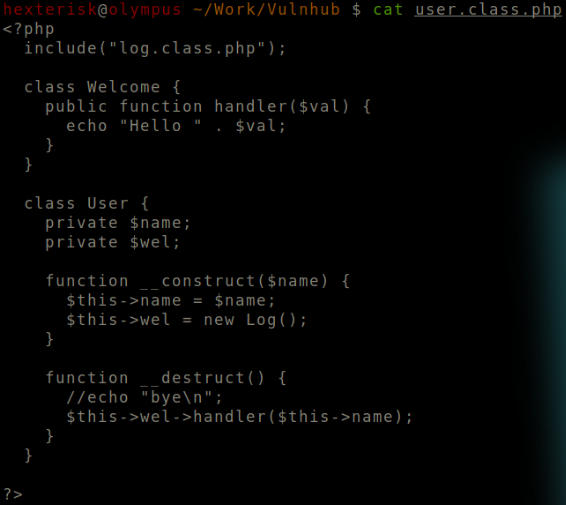 hexterisk@olympus ~/Work/Vulnhub $ cat user.class.php
<?php
  include("log.class.php");

  class Welcome {
    public function handler($val) {
      echo "Hello " . $val;
    }
  }

  class User {
    private $name;
    private $wel;

    function __construct($name) {
      $this->name = $name;
      $this->wel = new Log();
    }

    function __destruct() {
      //echo "bye\n";
      $this->wel->handler($this->name);
    }
  }

?>